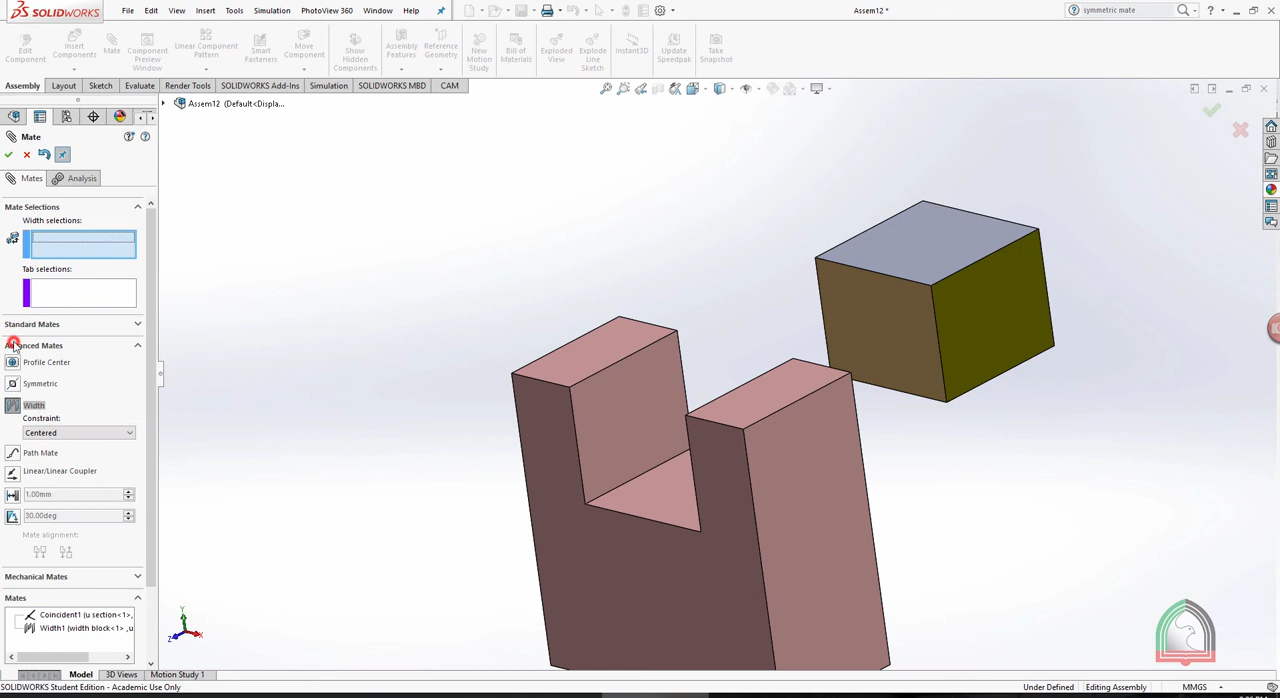 SOLIDWORKS File Edit View Insert Tools Simulation PhotoView 360 Window Help Assem12 * symmetric mate
Edit Component
Insert Components
Mate
Component Preview Window
Linear Component Pattern
Smart Fasteners
Move Component
Show Hidden Components
Assembly Features
Reference Geometry
New Motion Study
Bill of Materials
Exploded View
Explode Line Sketch
Instant3D
Update Speedpak
Take Snapshot
Assembly Layout Sketch Evaluate Render Tools SOLIDWORKS Add-Ins Simulation SOLIDWORKS MBD CAM
Assem12 (Default<Displa...
Mate
Mates Analysis
Mate Selections
Width selections:
Tab selections:
Standard Mates
Mates
Profile Center
Symmetric
Width
Constraint:
Centered
Path Mate
Linear/Linear Coupler
1.00mm
30.00deg
Mate alignment:
Mechanical Mates
Mates
Coincident1 (u section<1>,
Width1 (width block<1> ,u
Model 3D Views Motion Study 1
SOLIDWORKS Student Edition - Academic Use Only Under Defined Editing Assembly MMGS